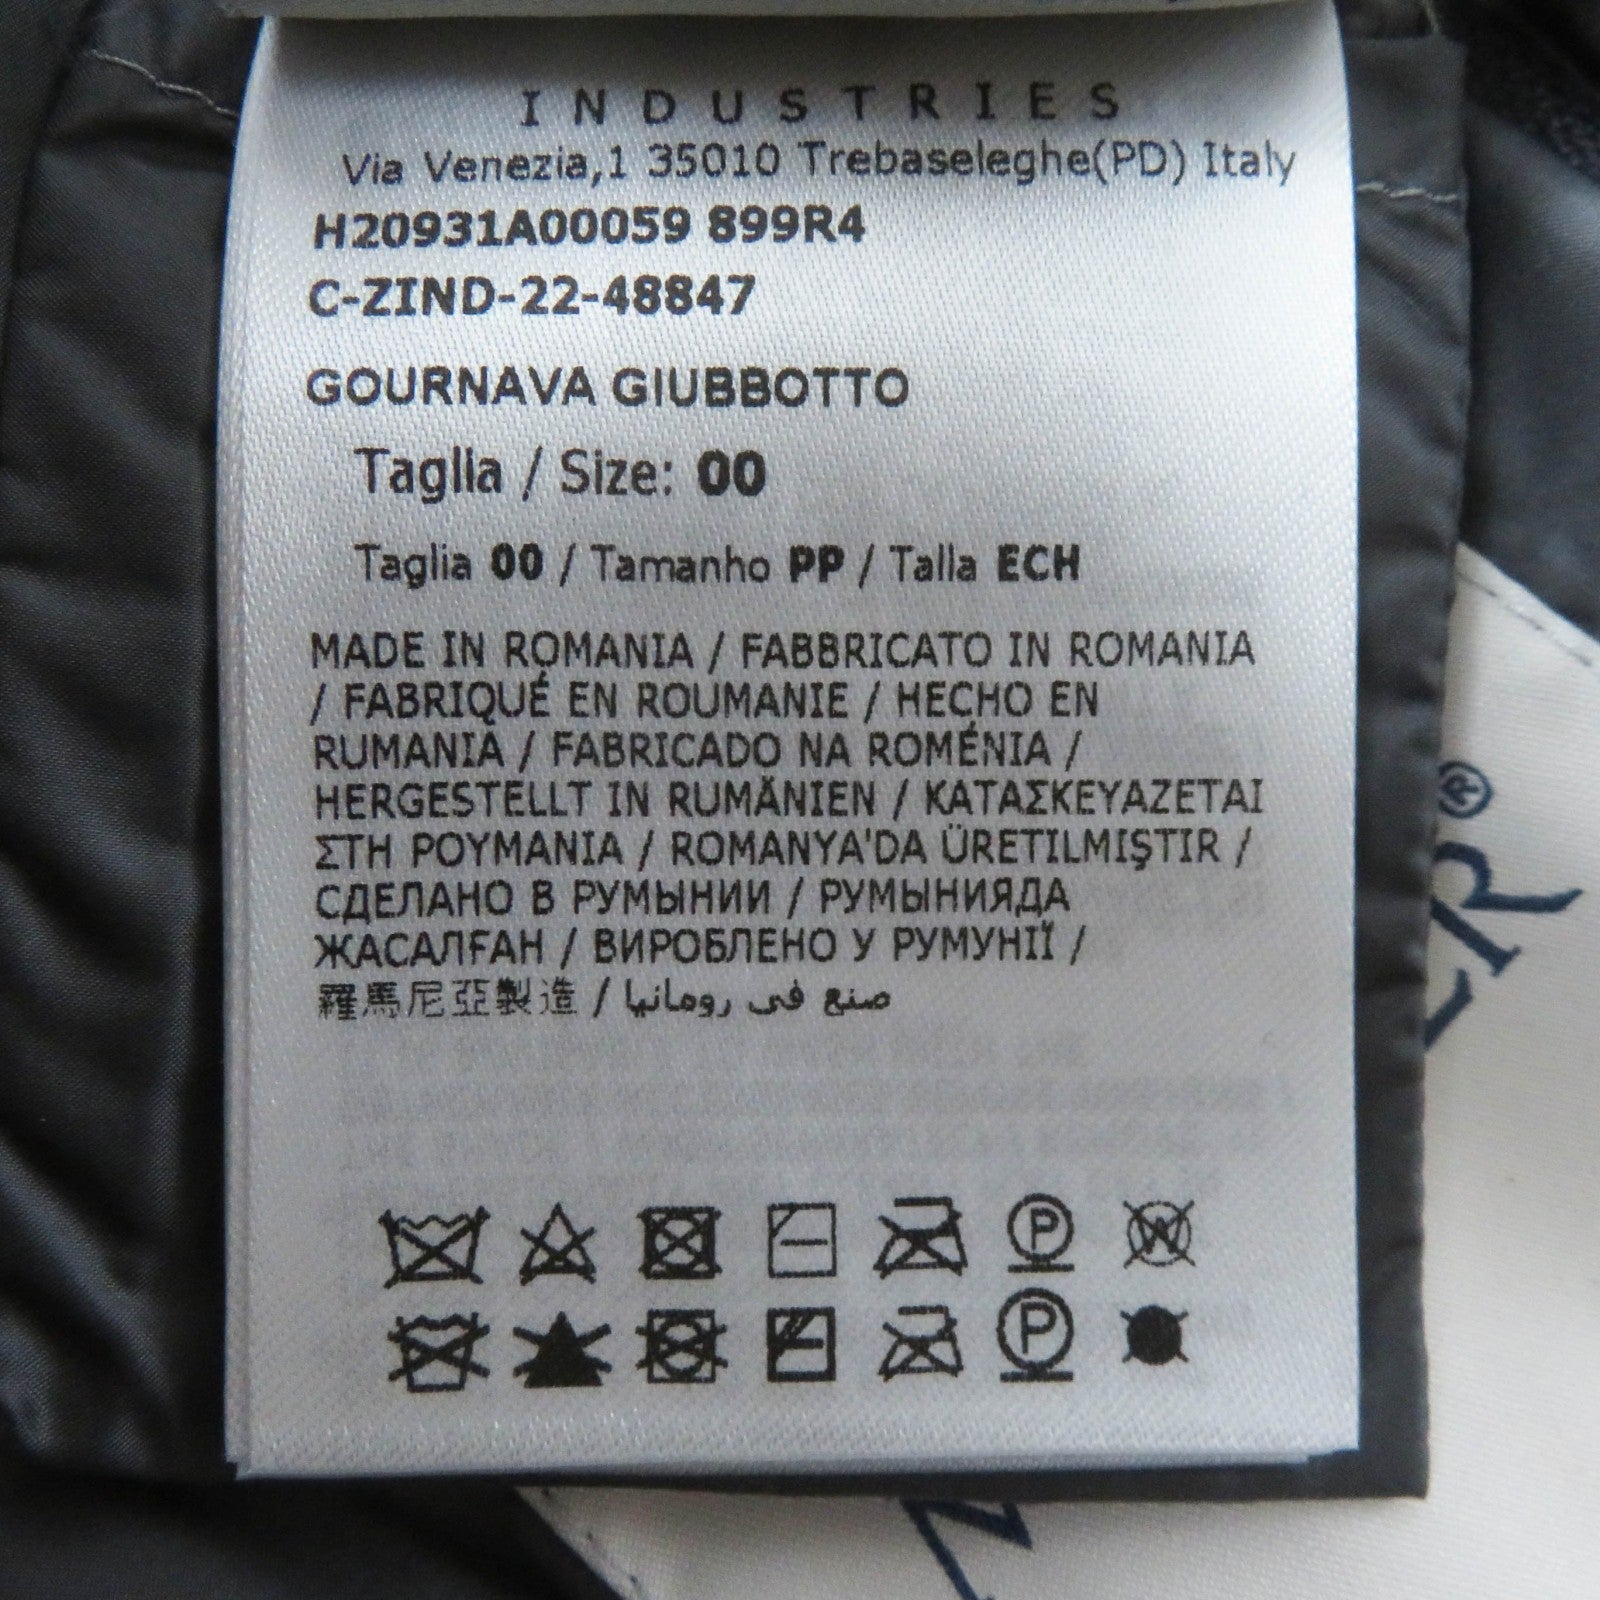 INDUSTRIES
Via Venezia,1 35010 Trebaseleghe(PD) Italy
H20931A00059 899R4
C-ZIND-22-48847
GOURNAVA GIUBBOTTO
Taglia / Size: 00
Taglia 00 / Tamanho PP / Talla ECH
MADE IN ROMANIA / FABBRICATO IN ROMANIA
/ FABRIQUÉ EN ROUMANIE / HECHO EN
RUMANIA / FABRICADO NA ROMÉNIA /
HERGESTELLT IN RUMÄNIEN / ΚΑΤΑΣΚΕΥΑΖΕΤΑΙ
ΣΤΗ ΡΟΥΜΑΝΙΑ / ROMANYA'DA ÜRETILMIŞTIR /
СДЕЛАНО В РУМЫНИИ / РУМЫНИЯДА
ЖАСАЛҒАН / ВИРОБЛЕНО У РУМУНІЇ /
羅馬尼亞製造 / صنع في رومانيا
P W
P
®